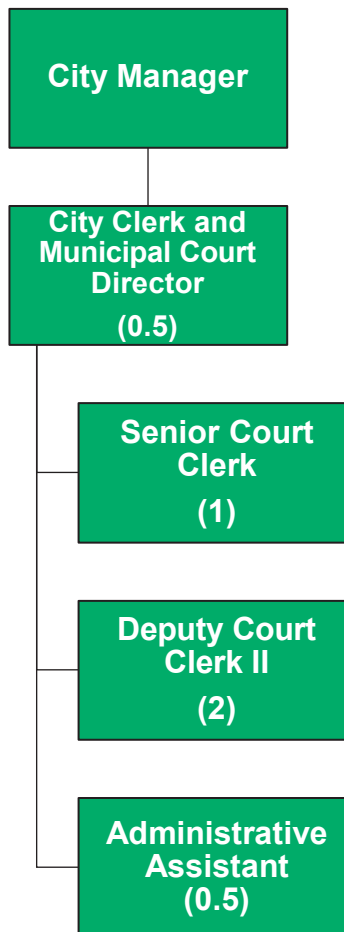 City Manager
City Clerk and
Municipal Court
Director
(0.5)
Senior Court
Clerk
(1)
Deputy Court
Clerk II
(2)
Administrative
Assistant
(0.5)